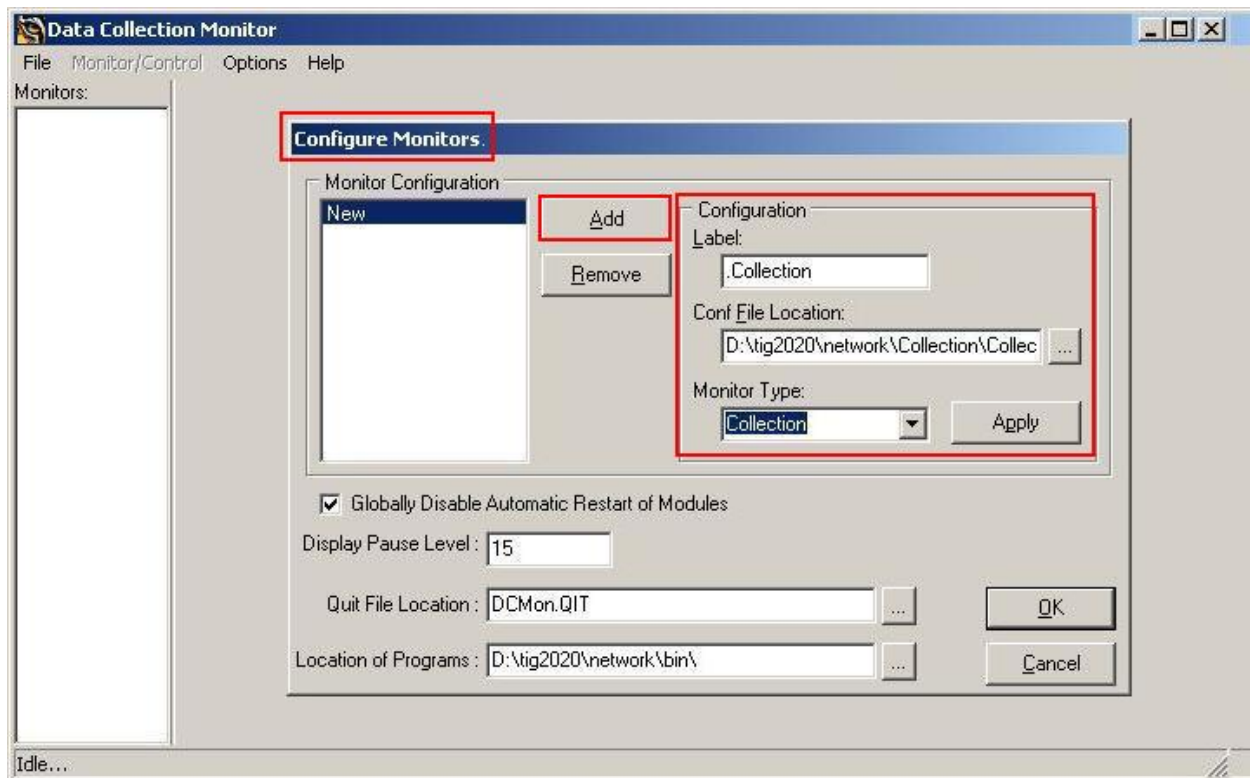 Data Collection Monitor
File Monitor/Control Options Help
Monitors:
Configure Monitors.
Monitor Configuration
New
Add
Remove
Configuration
Label:
.Collection
Conf File Location:
D:\tig2020\network\Collection\Collec
...
Monitor Type:
Collection
Apply
Globally Disable Automatic Restart of Modules
Display Pause Level : 15
Quit File Location : DCMon.QIT ...
OK
Location of Programs : D:\tig2020\network\bin\ ...
Cancel
Idle...